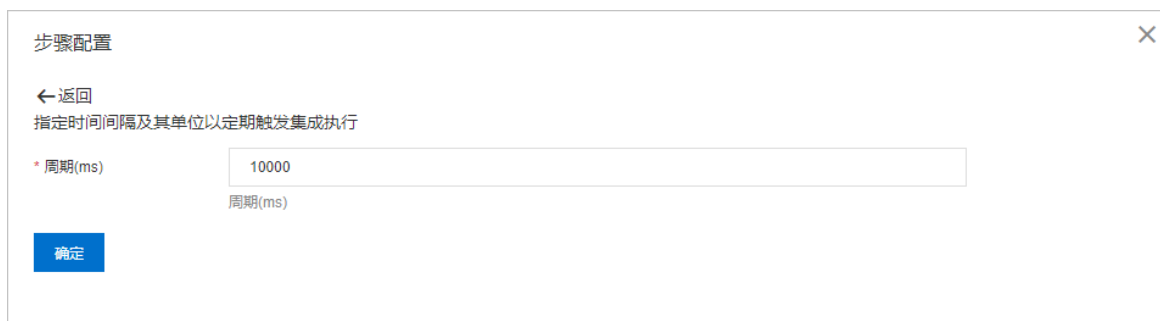 步骤配置
←返回
指定时间间隔及其单位以定期触发集成执行
* 周期(ms)
10000
周期(ms)
确定